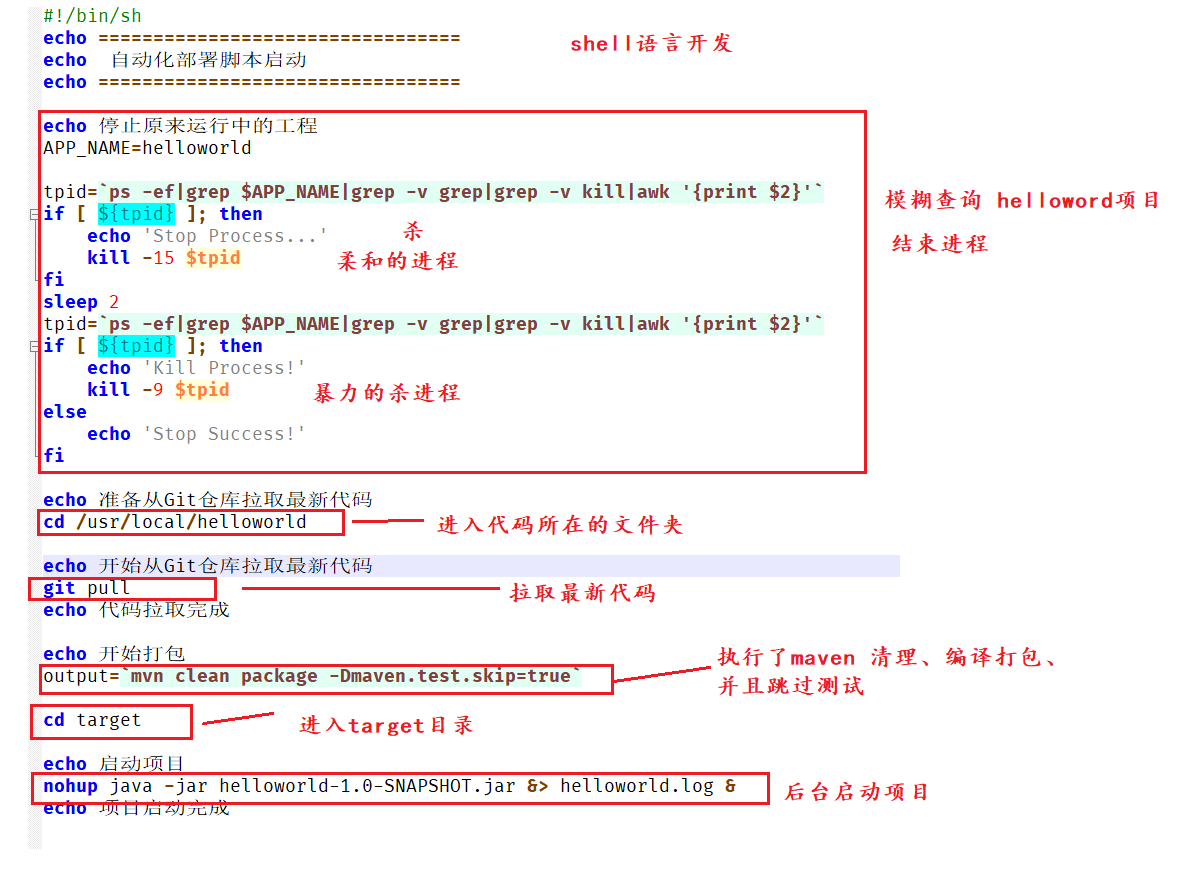 #!/bin/sh
echo =================================
shell语言开发
echo  自动化部署脚本启动
echo =================================
echo 停止原来运行中的工程
APP_NAME=helloworld
tpid=`ps -ef|grep $APP_NAME|grep -v grep|grep -v kill|awk '{print $2}'`
模糊查询 helloword项目
if [ ${tpid} ]; then
echo 'Stop Process...'
杀
结束进程
kill -15 $tpid
柔和的进程
fi
sleep 2
tpid=`ps -ef|grep $APP_NAME|grep -v grep|grep -v kill|awk '{print $2}'`
if [ ${tpid} ]; then
echo 'Kill Process!'
kill -9 $tpid
暴力的杀进程
else
echo 'Stop Success!'
fi
echo 准备从Git仓库拉取最新代码
cd /usr/local/helloworld
进入代码所在的文件夹
echo 开始从Git仓库拉取最新代码
git pull
拉取最新代码
echo 代码拉取完成
echo 开始打包
output=`mvn clean package -Dmaven.test.skip=true`
执行了maven 清理、编译打包、
并且跳过测试
cd target
进入target目录
echo 启动项目
nohup java -jar helloworld-1.0-SNAPSHOT.jar &> helloworld.log &
后台启动项目
echo 项目启动完成